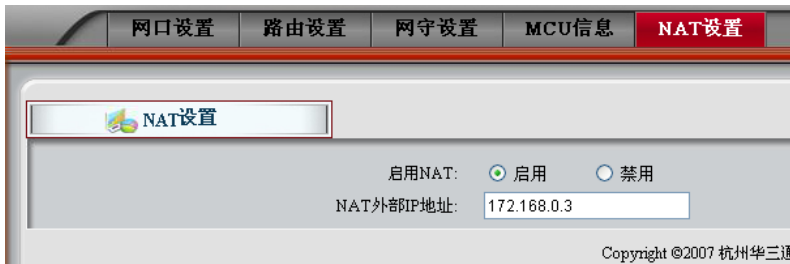 网口设置 路由设置 网守设置 MCU信息 NAT设置
NAT设置
启用NAT: 启用 禁用
NAT外部IP地址: 172.168.0.3
Copyright ©2007 杭州华三通